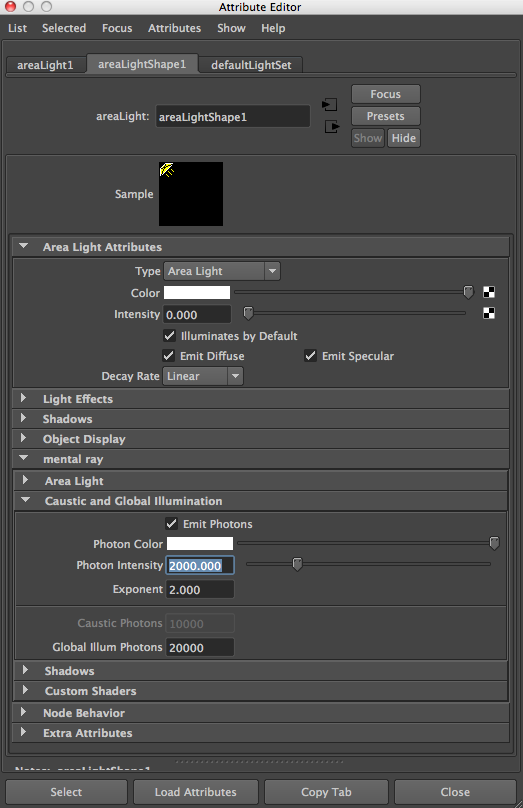 Attribute Editor
List Selected Focus Attributes Show Help
areaLight1 areaLightShape1 defaultLightSet
Focus
areaLight: areaLightShape1
Presets
Show Hide
Sample
Area Light Attributes
Type Area Light
Color
Intensity 0.000
Illuminates by Default
Emit Diffuse Emit Specular
Decay Rate Linear
Light Effects
Shadows
Object Display
mental ray
Area Light
Caustic and Global Illumination
Emit Photons
Photon Color
Photon Intensity 2000.000
Exponent 2.000
Caustic Photons 10000
Global Illum Photons 20000
Shadows
Custom Shaders
Node Behavior
Extra Attributes
Notes: areaLightShape1
Select Load Attributes Copy Tab Close